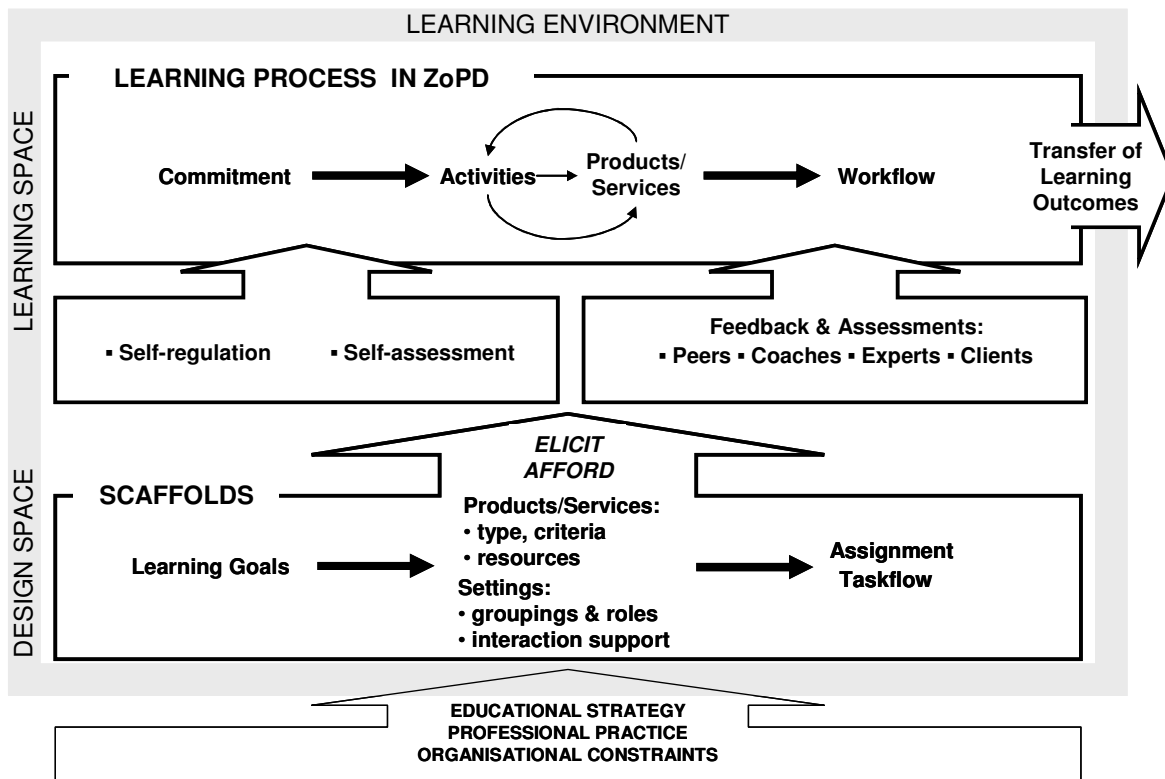 LEARNING ENVIRONMENT
LEARNING SPACE
LEARNING PROCESS IN ZoPD
Commitment
Activities
Products/
Services
Workflow
Transfer of
Learning
Outcomes
▪ Self-regulation
▪ Self-assessment
Feedback & Assessments:
▪ Peers ▪ Coaches ▪ Experts ▪ Clients
DESIGN SPACE
ELICIT
AFFORD
SCAFFOLDS
Learning Goals
Products/Services:
• type, criteria
• resources
Settings:
• groupings & roles
• interaction support
Assignment
Taskflow
EDUCATIONAL STRATEGY
PROFESSIONAL PRACTICE
ORGANISATIONAL CONSTRAINTS